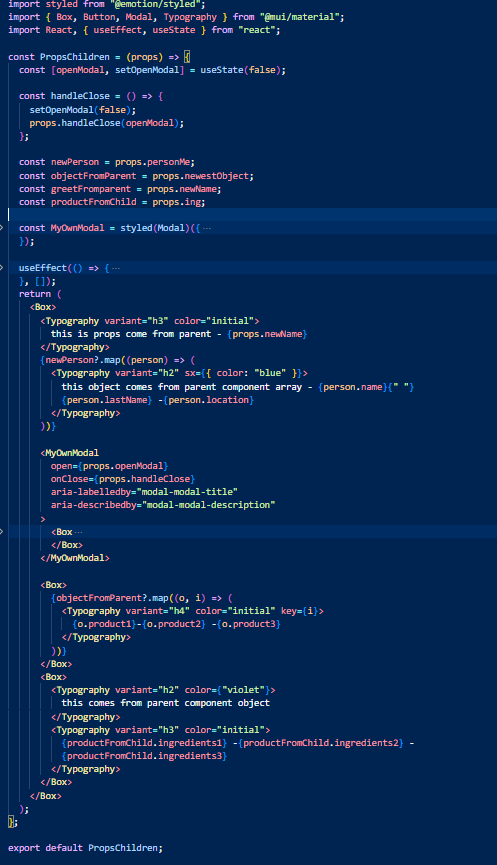 import styled from "@emotion/styled";
import { Box, Button, Modal, Typography } from "@mui/material";
import React, { useEffect, useState } from "react";

const PropsChildren = (props) => {
  const [openModal, setOpenModal] = useState(false);

  const handleClose = () => {
    setOpenModal(false);
    props.handleClose(openModal);
  };

  const newPerson = props.personMe;
  const objectFromParent = props.newestObject;
  const greetFromparent = props.newName;
  const productFromChild = props.ing;

  const MyOwnModal = styled(Modal)({ ···
  });

  useEffect(() => { ···
  }, []);
  return (
    <Box>
      <Typography variant="h3" color="initial">
        this is props come from parent - {props.newName}
      </Typography>
      {newPerson?.map((person) => (
        <Typography variant="h2" sx={{ color: "blue" }}>
          this object comes from parent component array - {person.name}{" "}
          {person.lastName} -{person.location}
        </Typography>
      ))}

      <MyOwnModal
        open={props.openModal}
        onClose={props.handleClose}
        aria-labelledby="modal-modal-title"
        aria-describedby="modal-modal-description"
      >
        <Box ···
        </Box>
      </MyOwnModal>

      <Box>
        {objectFromParent?.map((o, i) => (
          <Typography variant="h4" color="initial" key={i}>
            {o.product1}-{o.product2} -{o.product3}
          </Typography>
        ))}
      </Box>
      <Box>
        <Typography variant="h2" color={"violet"}>
          this comes from parent component object
        </Typography>
        <Typography variant="h3" color="initial">
          {productFromChild.ingredients1} -{productFromChild.ingredients2} -
          {productFromChild.ingredients3}
        </Typography>
      </Box>
    </Box>
  );
};

export default PropsChildren;